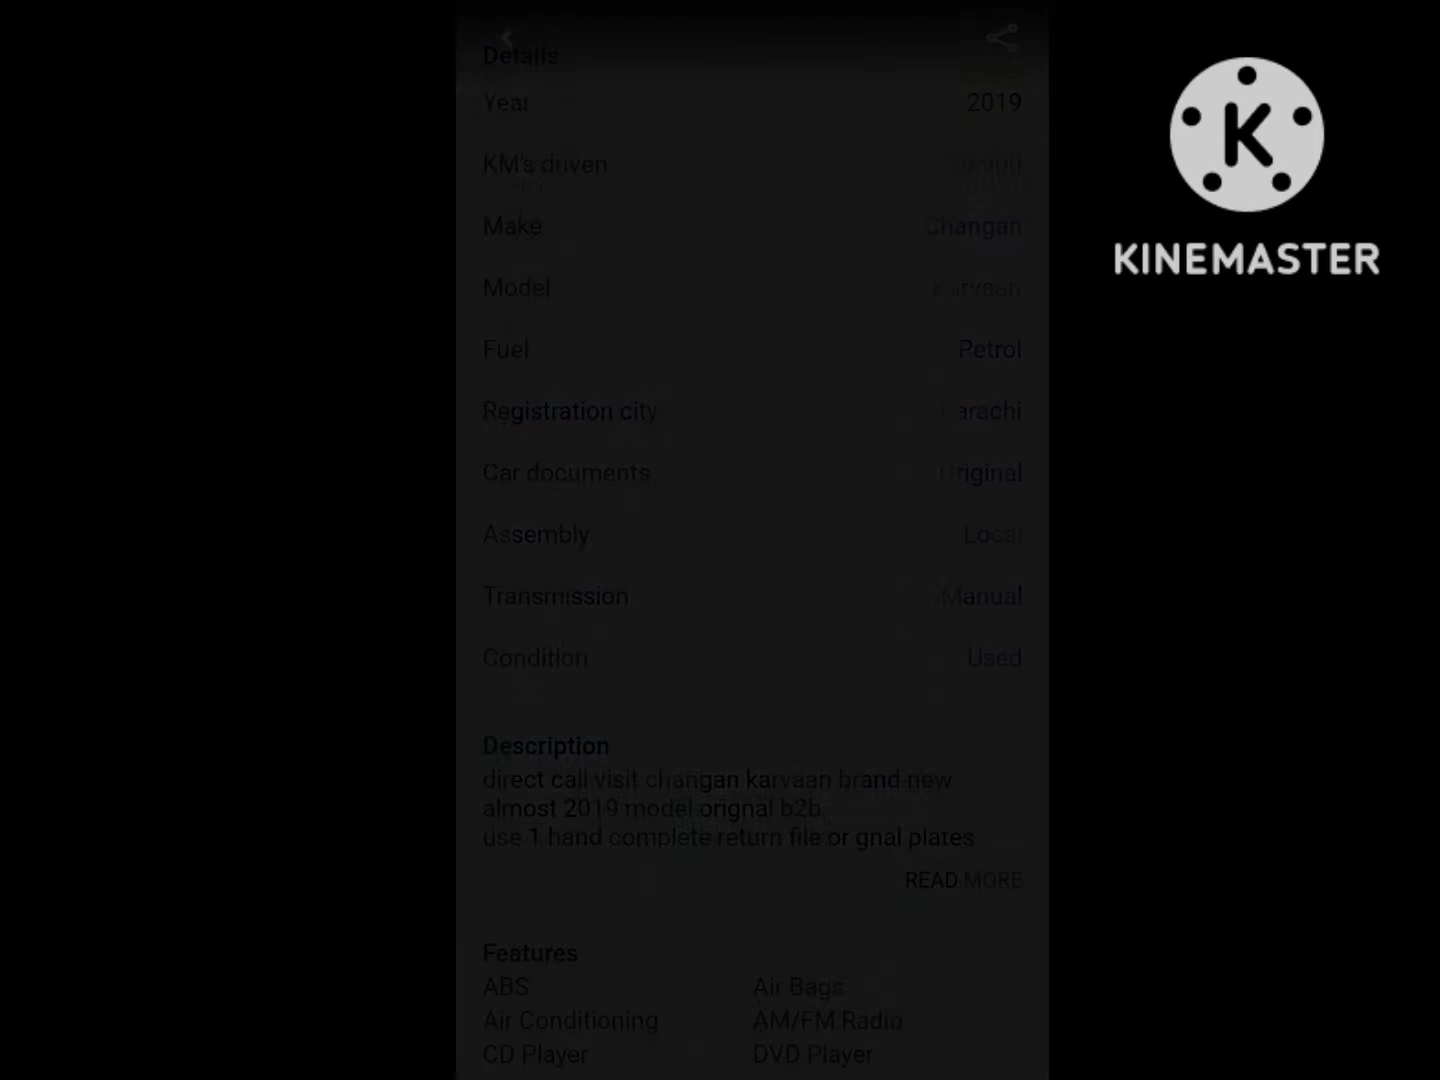 Details
Year 2019
KM's driven
Make Changan
Model Karvaan
Fuel Petrol
Registration city Karachi
Car documents Original
Assembly Local
Transmission Manual
Condition Used
Description
direct call visit changan karvaan brand new
almost 2019 model orignal b2b
use 1 hand complete return file or gnal plates
READ MORE
Features
ABS Air Bags
Air Conditioning AM/FM Radio
CD Player DVD Player
K
KINEMASTER